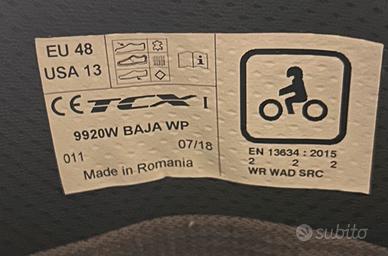 EU 48
USA 13
CE TCX I
9920W BAJA WP
011 07/18
Made in Romania
EN 13634 : 2015
2 2 2 2
WR WAD SRC
subito